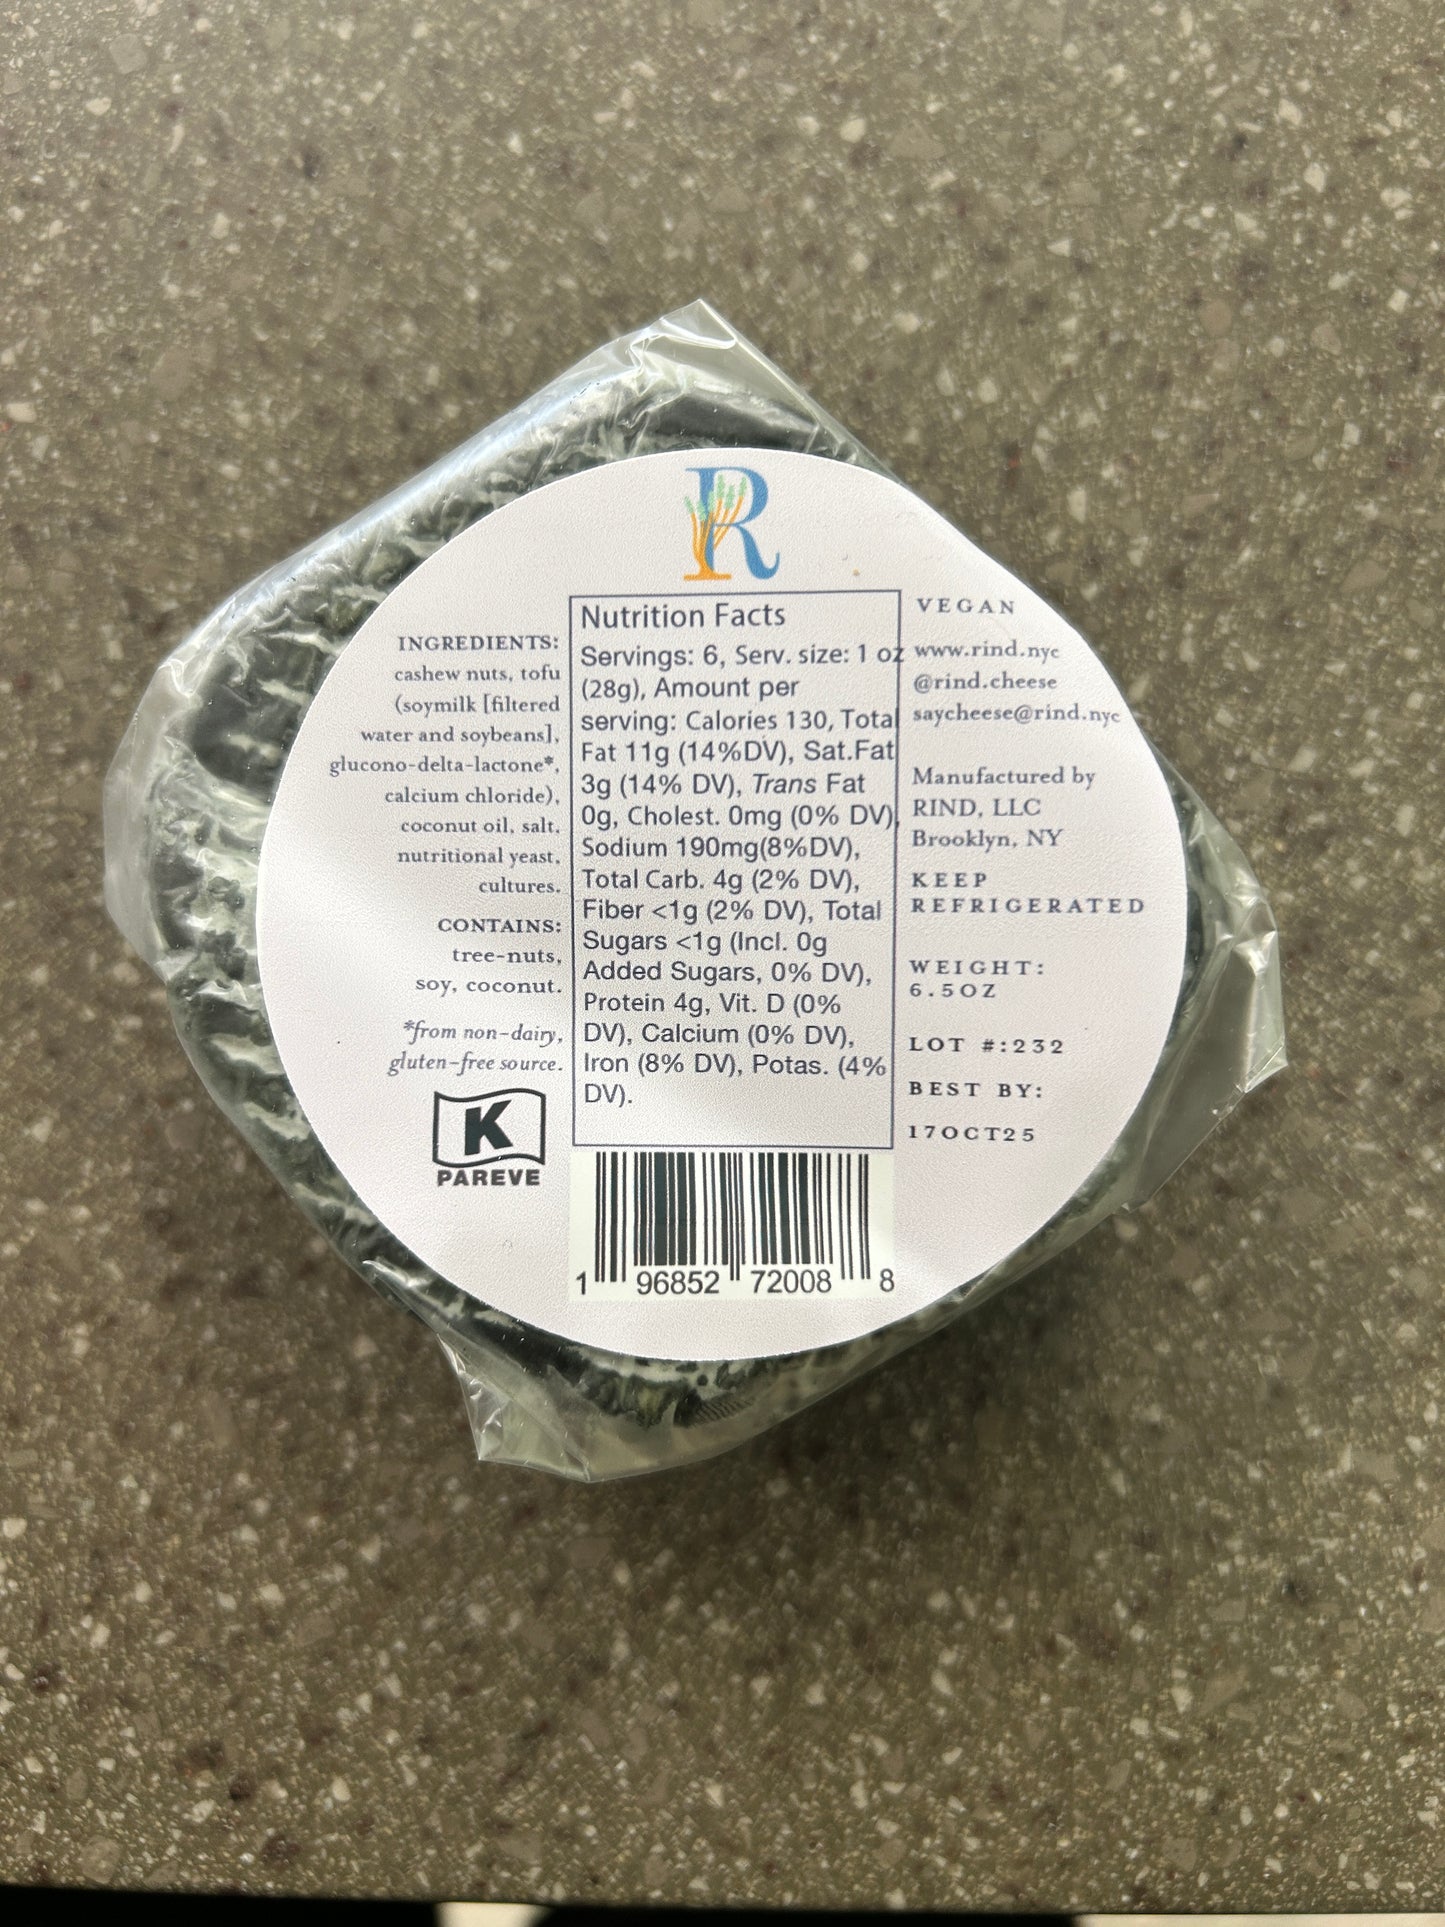 R
INGREDIENTS:
cashew nuts, tofu
(soymilk [filtered
water and soybeans],
glucono-delta-lactone*,
calcium chloride),
coconut oil, salt,
nutritional yeast,
cultures.
CONTAINS:
tree-nuts,
soy, coconut.
*from non-dairy,
gluten-free source.
K
PAREVE
Nutrition Facts
Servings: 6, Serv. size: 1 oz
(28g), Amount per
serving: Calories 130, Total
Fat 11g (14%DV), Sat.Fat
3g (14% DV), Trans Fat
0g, Cholest. 0mg (0% DV),
Sodium 190mg(8%DV),
Total Carb. 4g (2% DV),
Fiber <1g (2% DV), Total
Sugars <1g (Incl. 0g
Added Sugars, 0% DV),
Protein 4g, Vit. D (0%
DV), Calcium (0% DV),
Iron (8% DV), Potas. (4%
DV).
1 96852 72008 8
VEGAN
www.rind.nyc
@rind.cheese
saycheese@rind.nyc
Manufactured by
RIND, LLC
Brooklyn, NY
KEEP
REFRIGERATED
WEIGHT:
6.5OZ
LOT #:232
BEST BY:
17OCT25